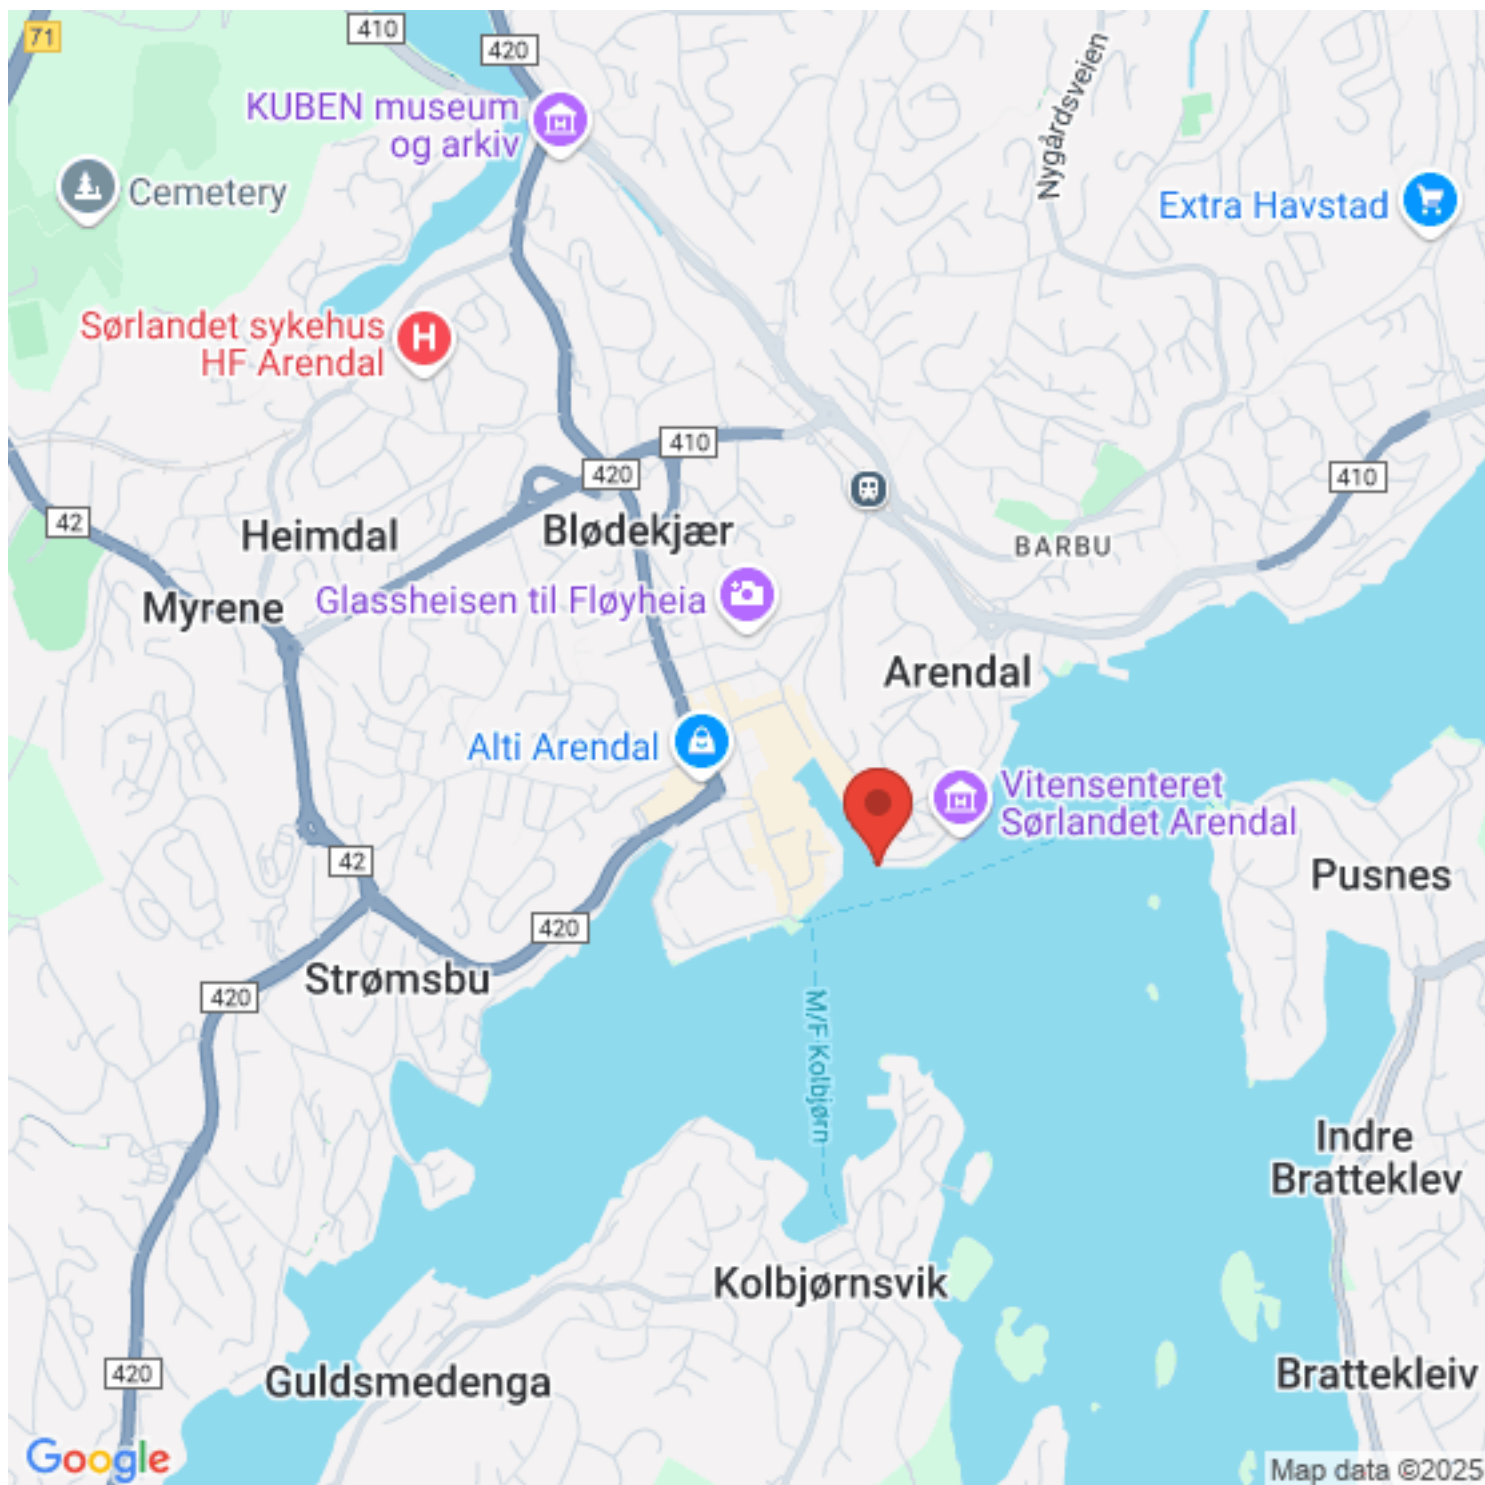 71
410
420
KUBEN museum
og arkiv
Nygårdsveien
Cemetery
Extra Havstad
Sørlandet sykehus
HF Arendal
H
410
420
410
42
Heimdal
Blødekjær
BARBU
Myrene
Glassheisen til Fløyheia
Arendal
Alti Arendal
Vitensenteret
Sørlandet Arendal
42
Pusnes
420
Strømsbu
420
M/F Kolbjørn
Indre
Bratteklev
Kolbjørnsvik
420
Guldsmedenga
Brattekleiv
Google
Map data ©2025